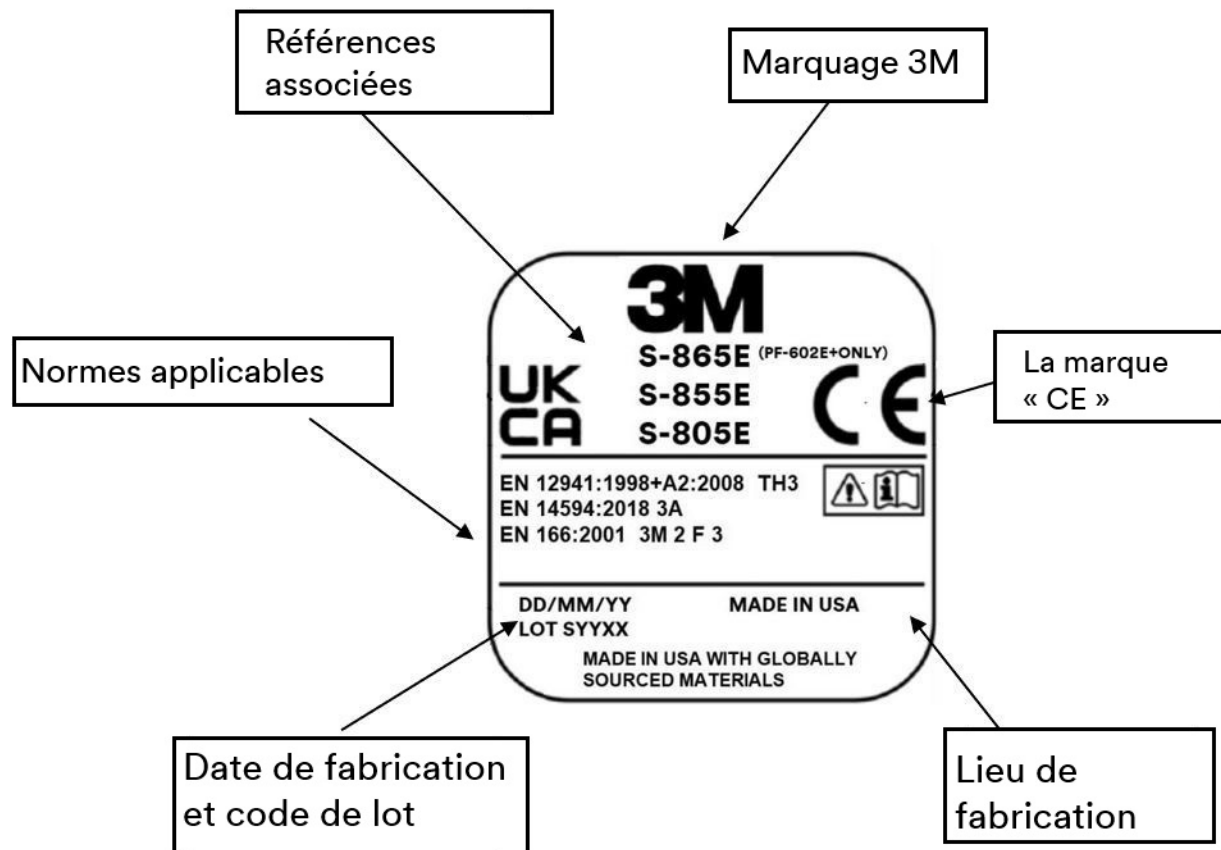 Références
associées
Marquage 3M
3M
S-865E (PF-602E+ONLY)
UK
CA
S-855E
S-805E
CE
La marque
« CE »
Normes applicables
EN 12941:1998+A2:2008 TH3
EN 14594:2018 3A
EN 166:2001 3M 2 F 3
i
DD/MM/YY MADE IN USA
LOT SYYXX
MADE IN USA WITH GLOBALLY
SOURCED MATERIALS
Date de fabrication
et code de lot
Lieu de
fabrication